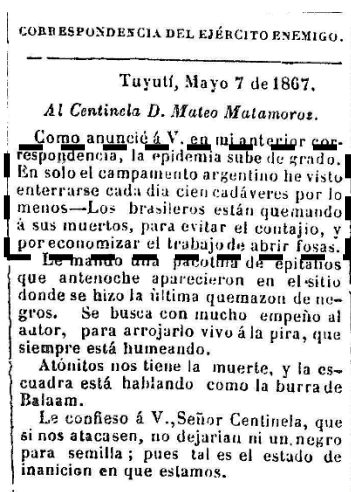 CORRESPONDENCIA DEL EJÉRCITO ENEMIGO.
Tuyutí, Mayo 7 de 1867.
Al Centinela D. Mateo Matamoroz.
Como anuncié á V. en mi anterior cor-
respondencia, la epidemia sube de grado.
En solo el campamento argentino he visto
enterrarse cada dia cien cadáveres por lo
menos—Los brasileros están quemando
á sus muertos, para evitar el contajio, y
por economizar el trabajo de abrir fosas.
Le mando una pacotilla de epitafios
que antenoche aparecieron en el sitio
donde se hizo la última quemazon de ne-
gros. Se busca con mucho empeño al
autor, para arrojarlo vivo á la pira, que
siempre está humeando.
Atónitos nos tiene la muerte, y la es-
cuadra está hablando como la burra de
Balaam.
Le confieso á V., Señor Centinela, que
si nos atacasen, no dejarian ni un negro
para semilla; pues tal es el estado de
inanicion en que estamos.